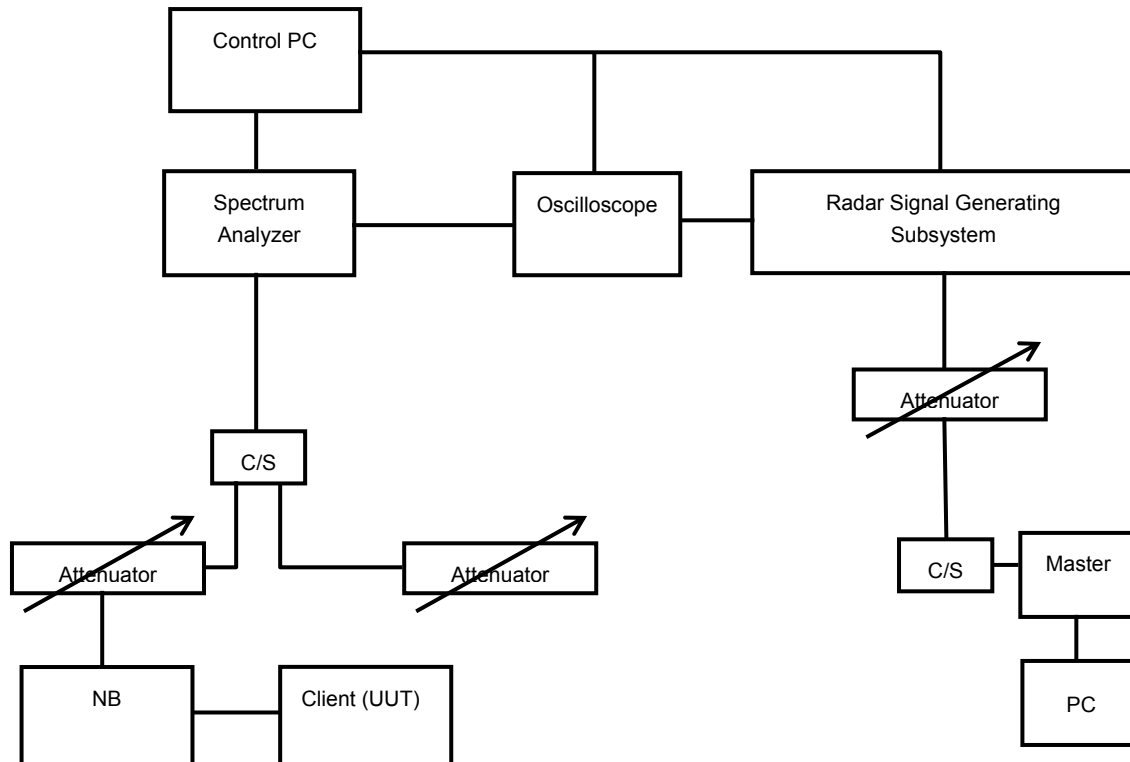 Control PC
Spectrum
Analyzer
Oscilloscope
Radar Signal Generating
Subsystem
Attenuator
C/S
Attenuator
Attenuator
C/S
Master
NB
Client (UUT)
PC